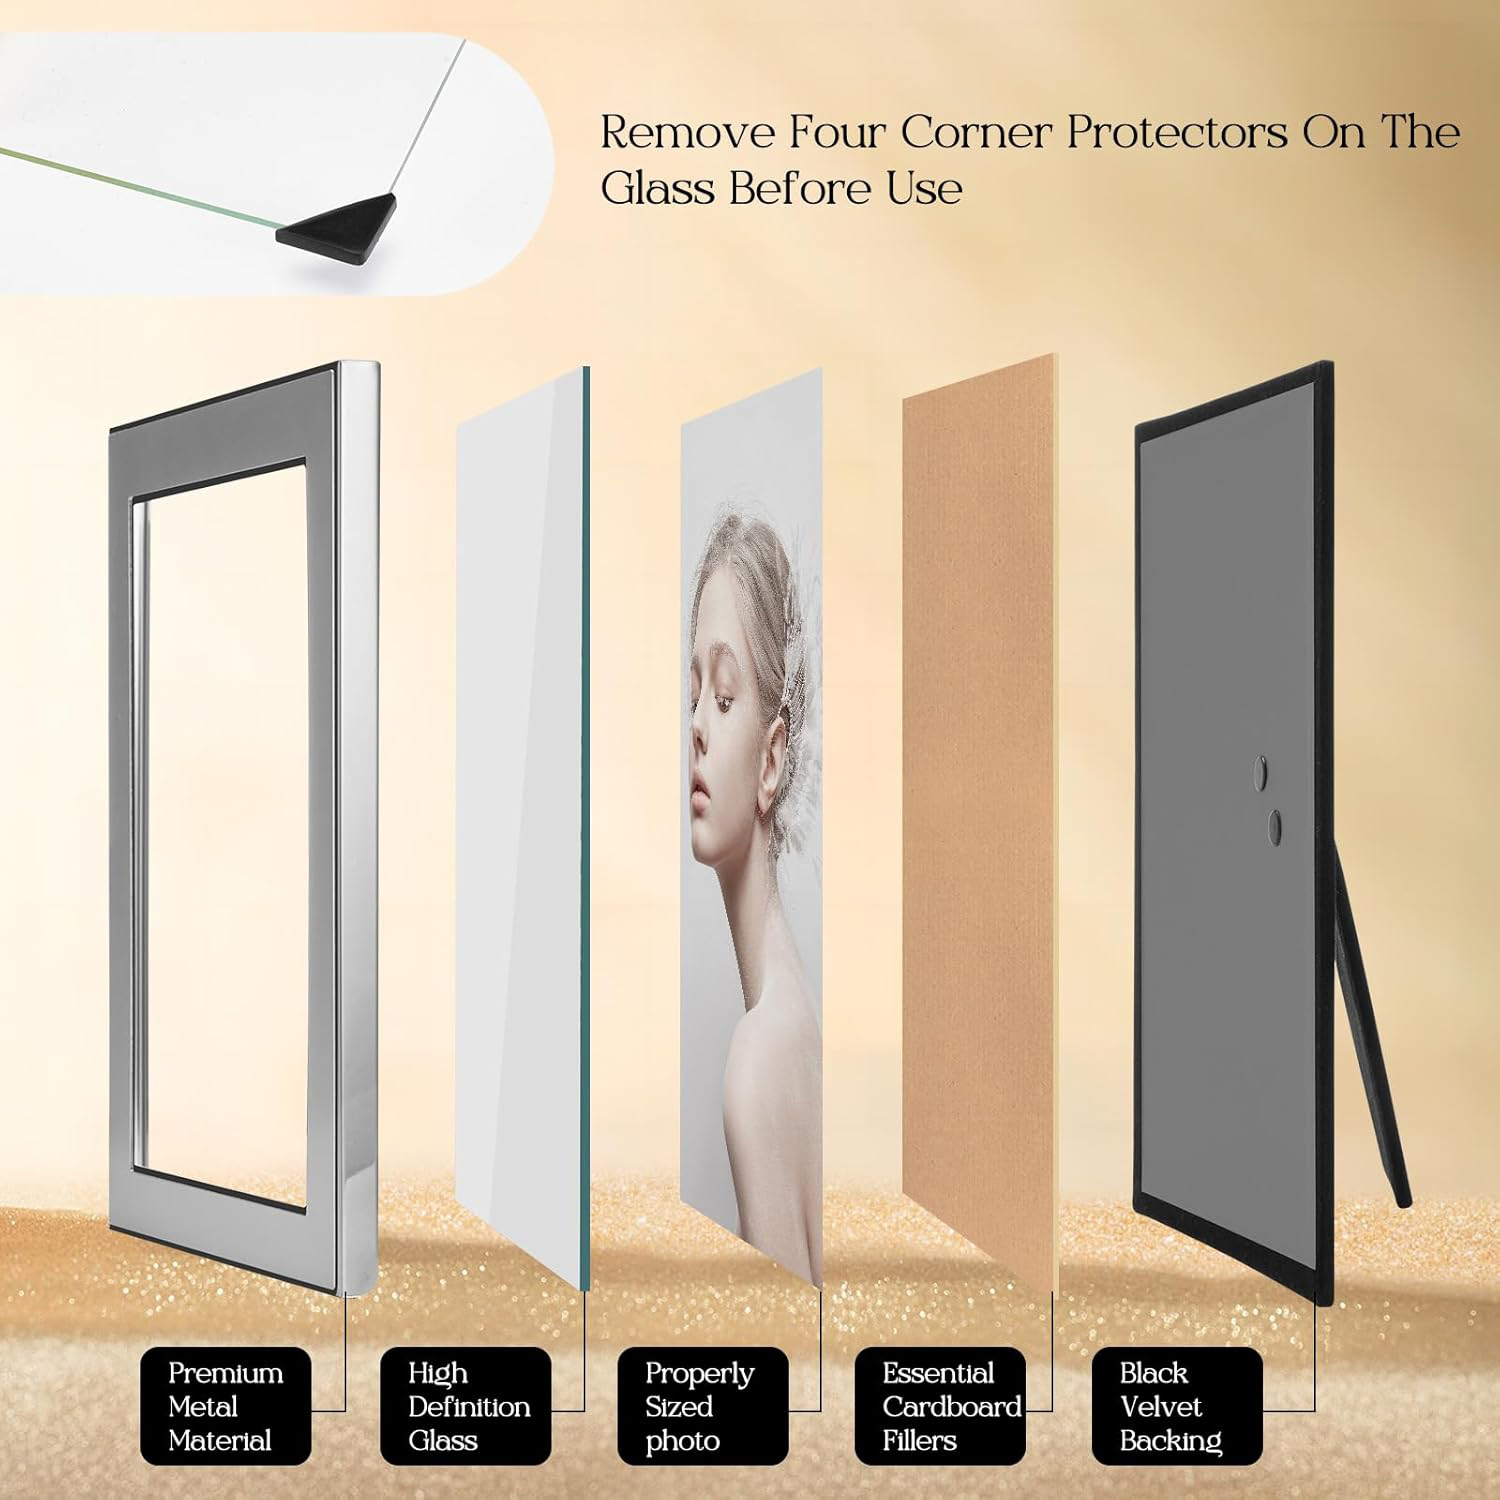 Remove Four Corner Protectors On The
Glass Before Use
Premium
Metal
Material
High
Definition
Glass
Properly
Sized
photo
Essential
Cardboard
Fillers
Black
Velvet
Backing